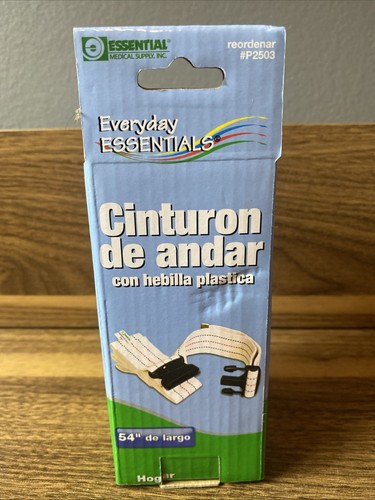 ESSENTIAL®
MEDICAL SUPPLY, INC.
reordenar
#P2503
Everyday
ESSENTIALS®
Cinturon
de andar
con hebilla plastica
54" de largo
Hogar